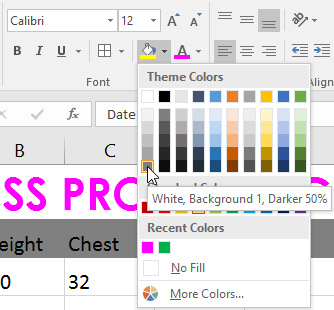 Calibri 12 A A
B I U A
Font Alignm
Theme Colors
B C Date
SS PRO G
White, Background 1, Darker 50%
Recent Colors
eight Chest
No Fill
0 32
More Colors...